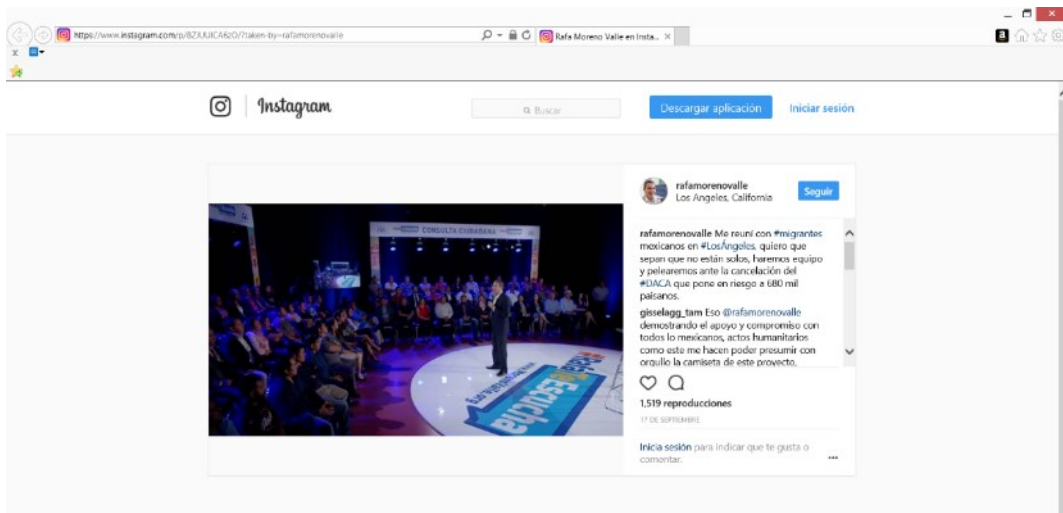 https://www.instagram.com/p/BZJUUICA6zO/?taken-by=rafamorenovalle
Rafa Moreno Valle en Insta...
Instagram
Buscar
Descargar aplicación
Iniciar sesión
CONSULTA CIUDADANA
#RafaTeEscucha
rafamorenovalle
Los Angeles, California
Seguir
rafamorenovalle Me reuní con #migrantes
mexicanos en #LosÁngeles, quiero que
sepan que no están solos, haremos equipo
y pelearemos ante la cancelación del
#DACA que pone en riesgo a 680 mil
paisanos.
gisselagg_tam Eso @rafamorenovalle
demostrando el apoyo y compromiso con
todos lo mexicanos, actos humanitarios
como este me hacen poder presumir con
orgullo la camiseta de este proyecto,
1,519 reproducciones
17 DE SEPTIEMBRE
Inicia sesión para indicar que te gusta o
comentar.